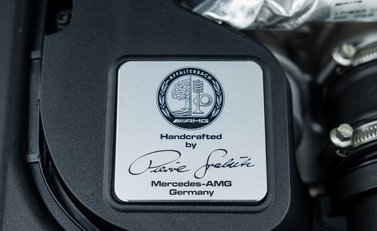 AFFALTERBACH
AMG
Handcrafted
by
Mercedes-AMG
Germany